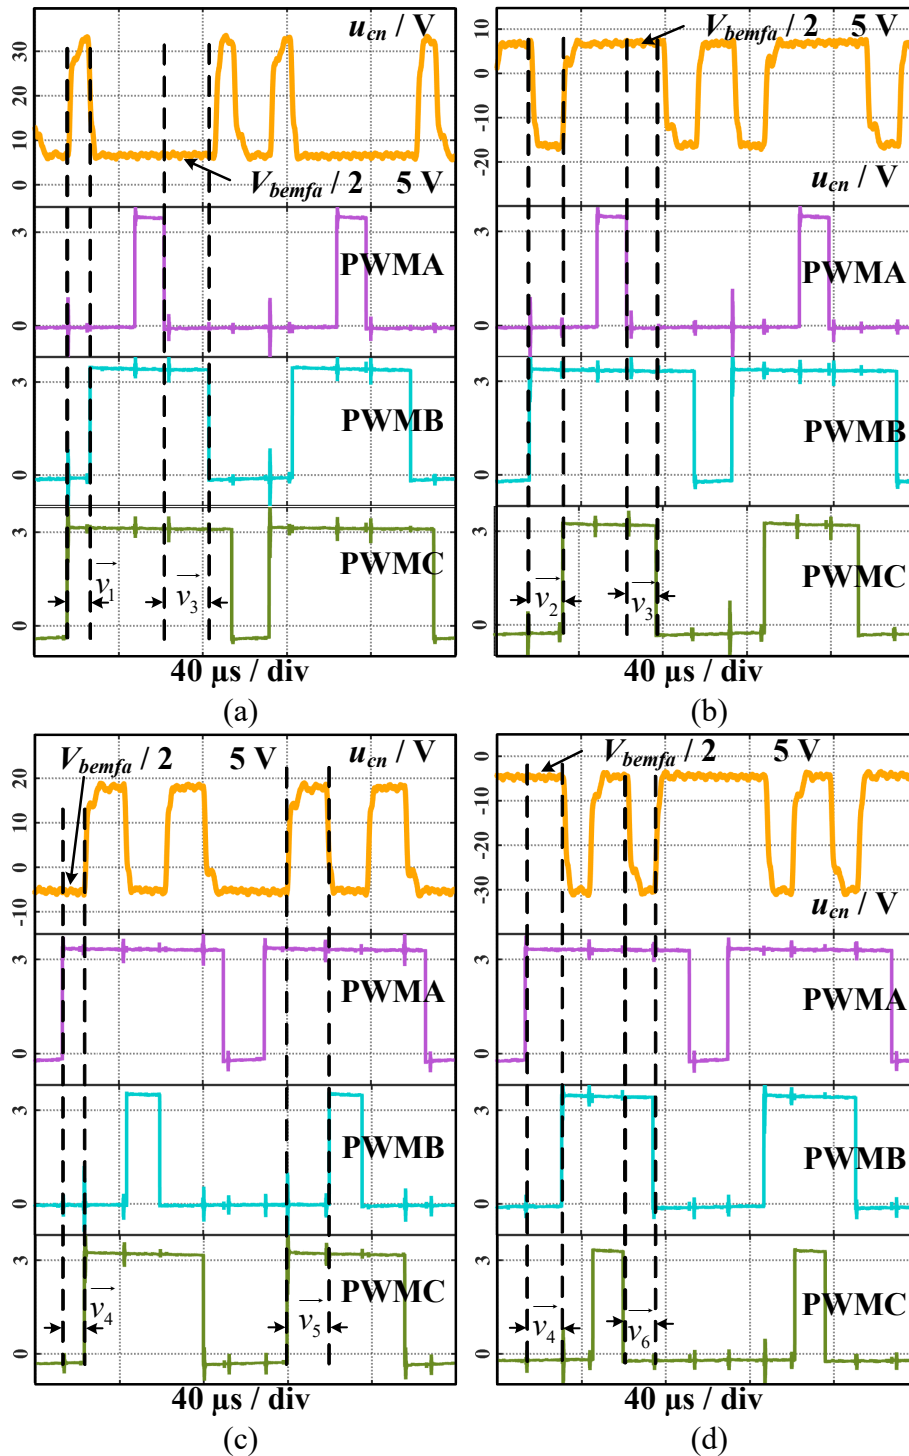 u_cn / V
V_bemfa / 2 5 V
30
20
10
0
PWMA
3
0
PWMB
3
0
PWMC
3
0
v_1
v_3
40 μs / div
(a)
V_bemfa / 2 5 V
10
0
-10
-20
u_cn / V
PWMA
3
0
PWMB
3
0
PWMC
3
0
v_2
v_3
40 μs / div
(b)
V_bemfa / 2 5 V
u_cn / V
20
10
0
-10
PWMA
3
0
PWMB
3
0
PWMC
3
0
v_4
v_5
40 μs / div
(c)
V_bemfa / 2 5 V
0
-10
-20
-30
u_cn / V
PWMA
3
0
PWMB
3
0
PWMC
3
0
v_4
v_6
40 μs / div
(d)